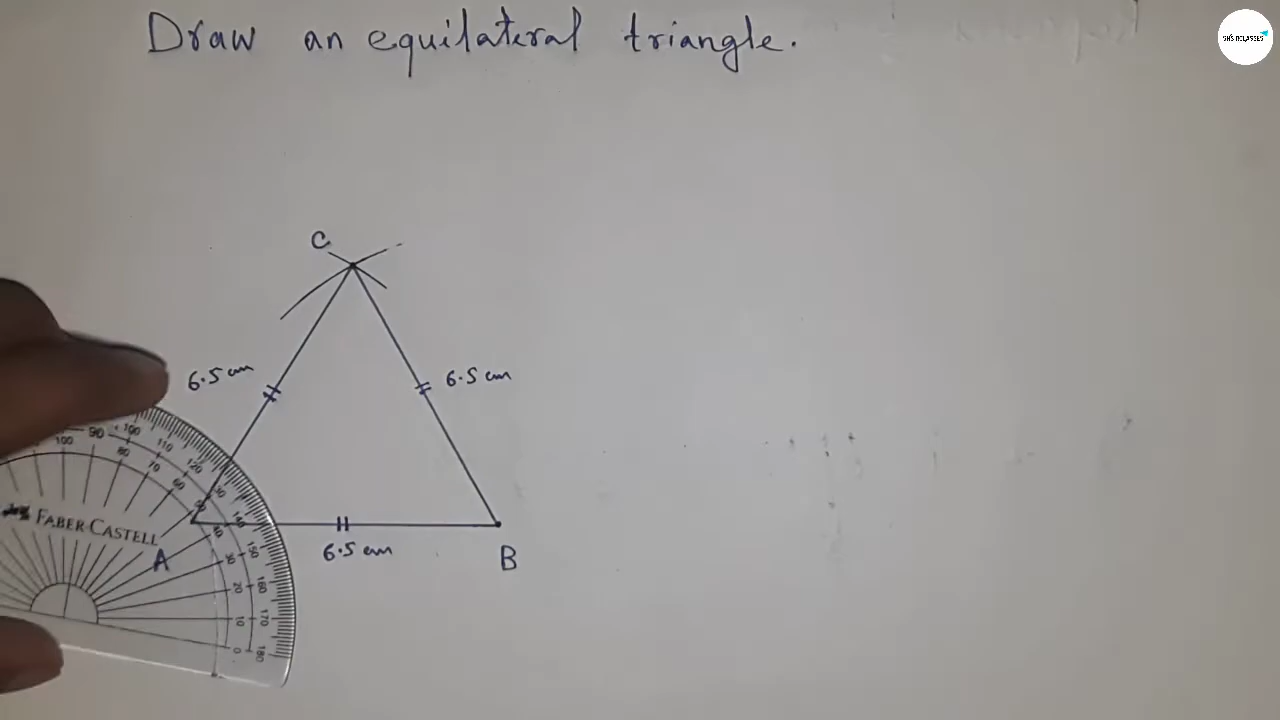 Draw an equilateral triangle.
C
6.5 cm
6.5 cm
FABER-CASTELL
A
6.5 cm
B